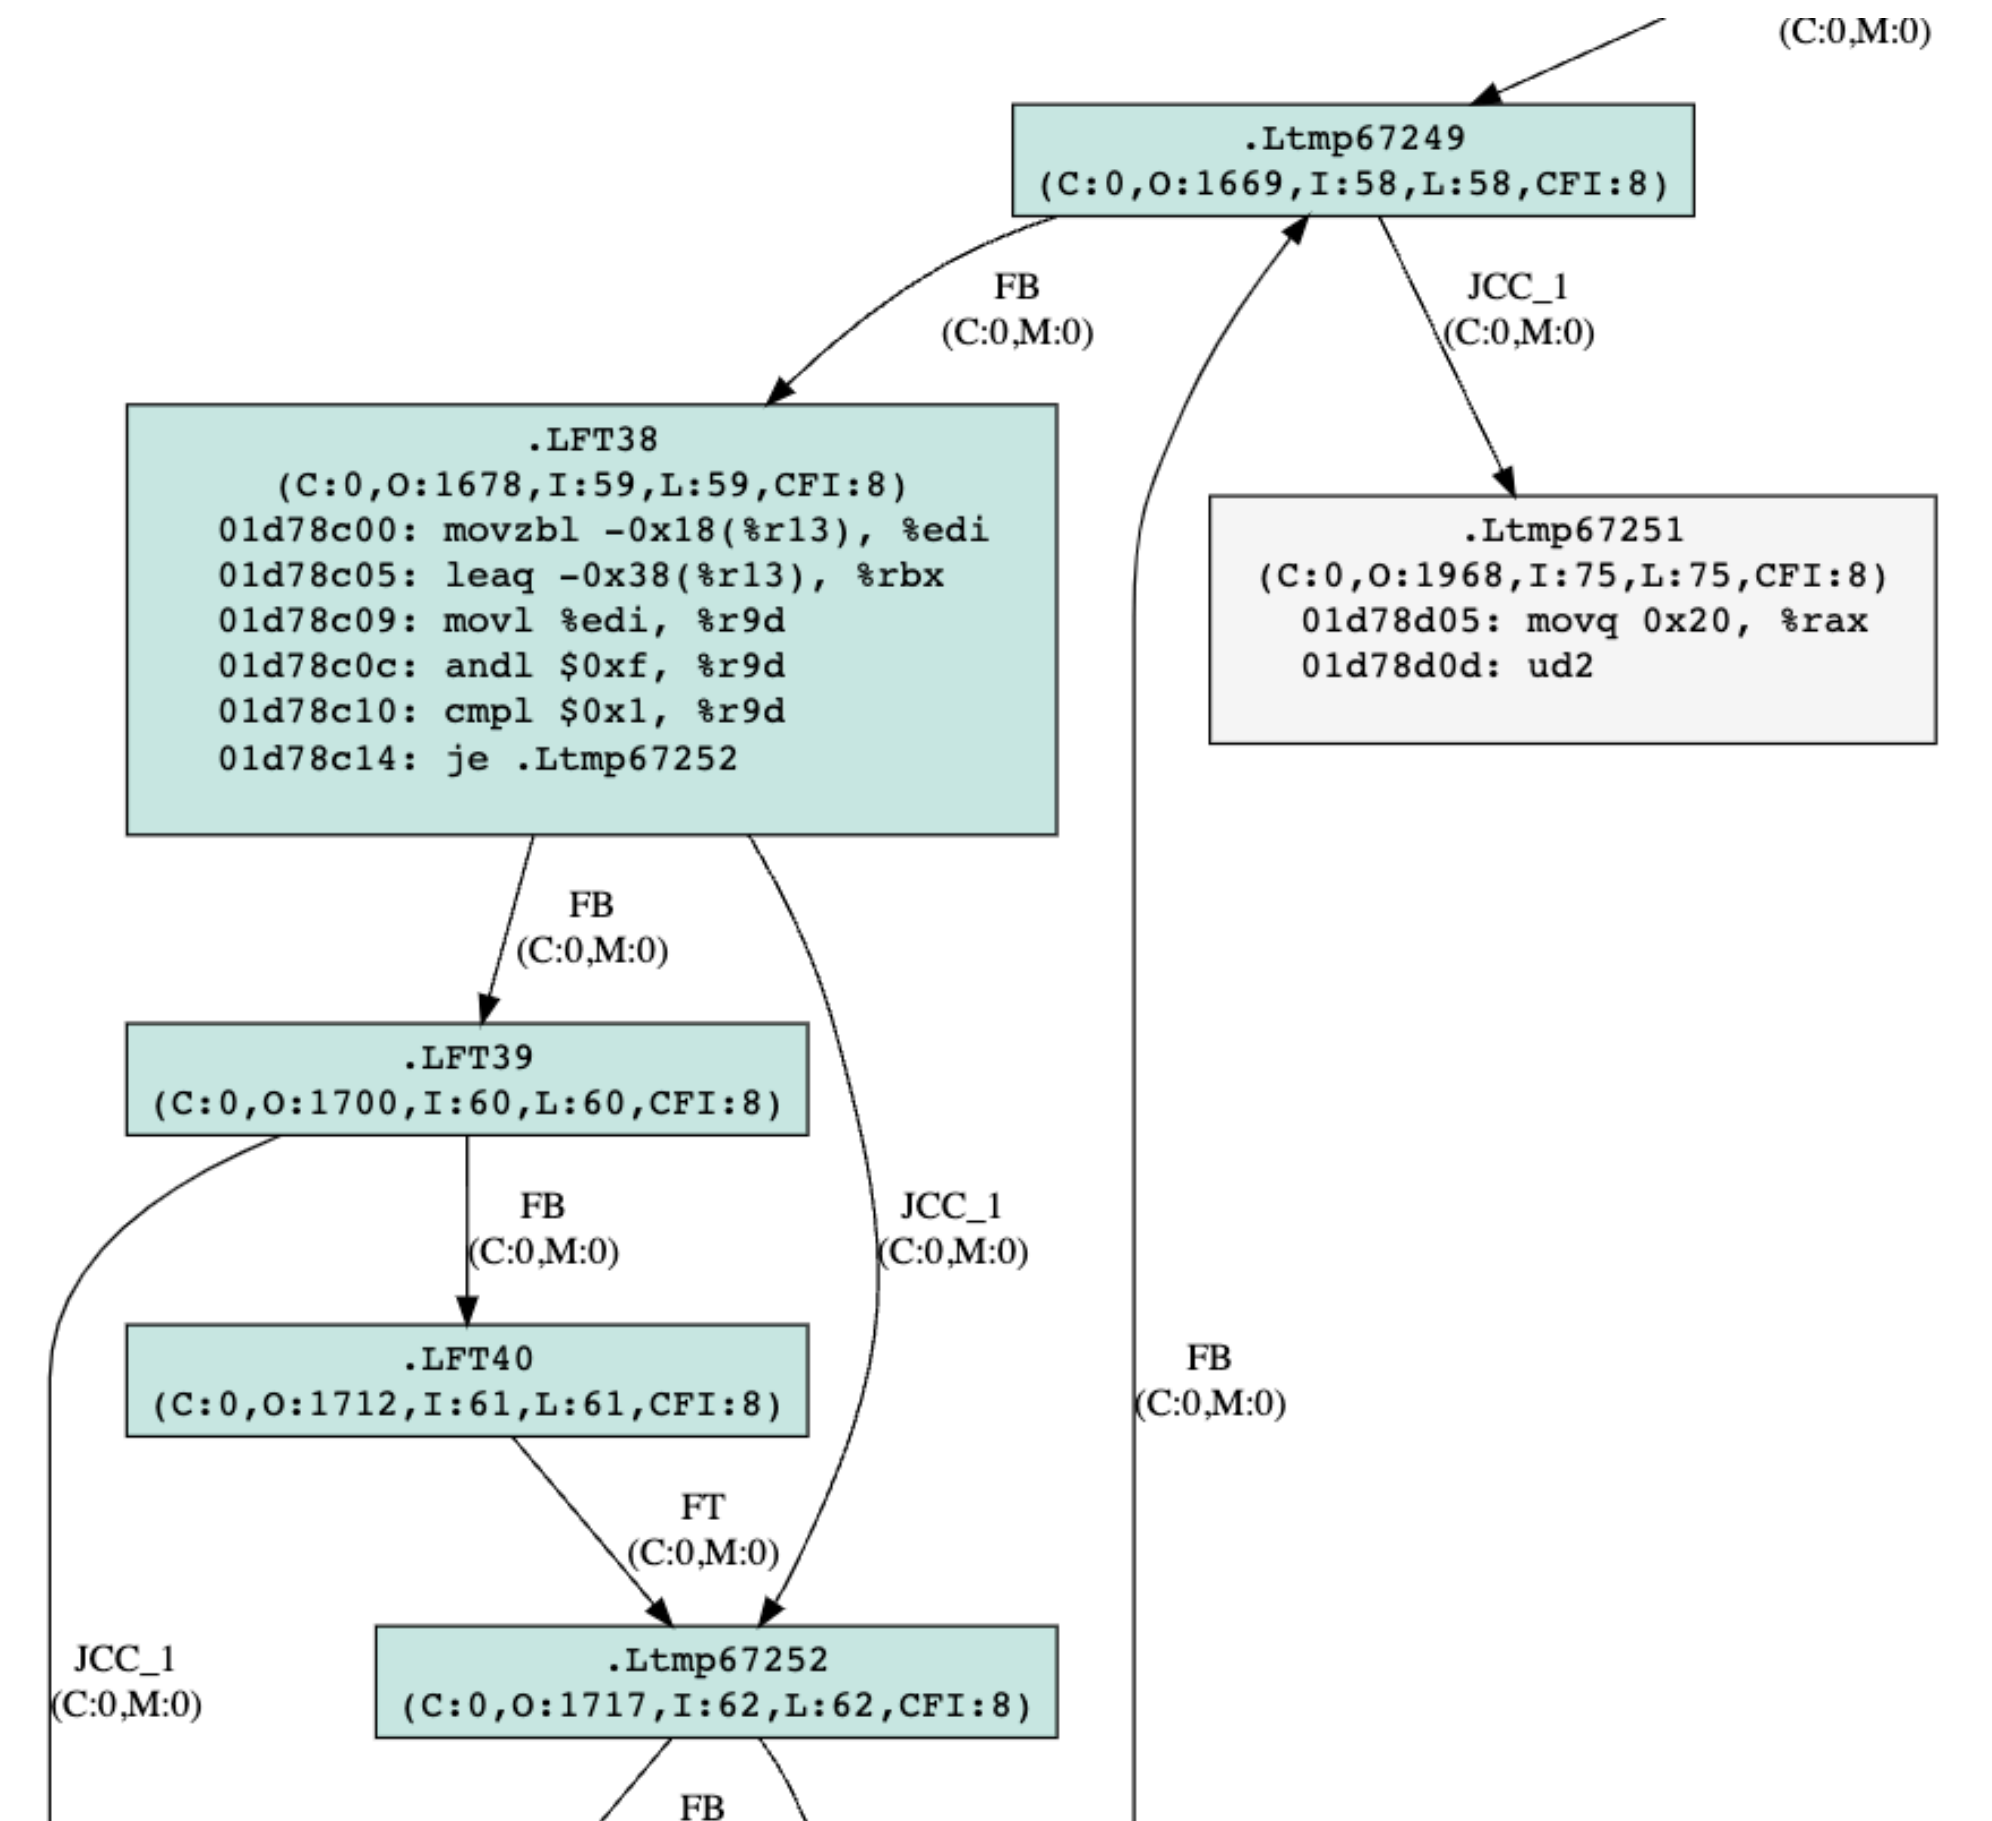 (C:0,M:0)
.Ltmp67249
(C:0,O:1669,I:58,L:58,CFI:8)
FB
(C:0,M:0)
JCC_1
(C:0,M:0)
.LFT38
(C:0,O:1678,I:59,L:59,CFI:8)
01d78c00: movzbl -0x18(%r13), %edi
01d78c05: leaq -0x38(%r13), %rbx
01d78c09: movl %edi, %r9d
01d78c0c: andl $0xf, %r9d
01d78c10: cmpl $0x1, %r9d
01d78c14: je .Ltmp67252
.Ltmp67251
(C:0,O:1968,I:75,L:75,CFI:8)
01d78d05: movq 0x20, %rax
01d78d0d: ud2
FB
(C:0,M:0)
.LFT39
(C:0,O:1700,I:60,L:60,CFI:8)
FB
(C:0,M:0)
JCC_1
(C:0,M:0)
.LFT40
(C:0,O:1712,I:61,L:61,CFI:8)
FB
(C:0,M:0)
FT
(C:0,M:0)
JCC_1
(C:0,M:0)
.Ltmp67252
(C:0,O:1717,I:62,L:62,CFI:8)
FB